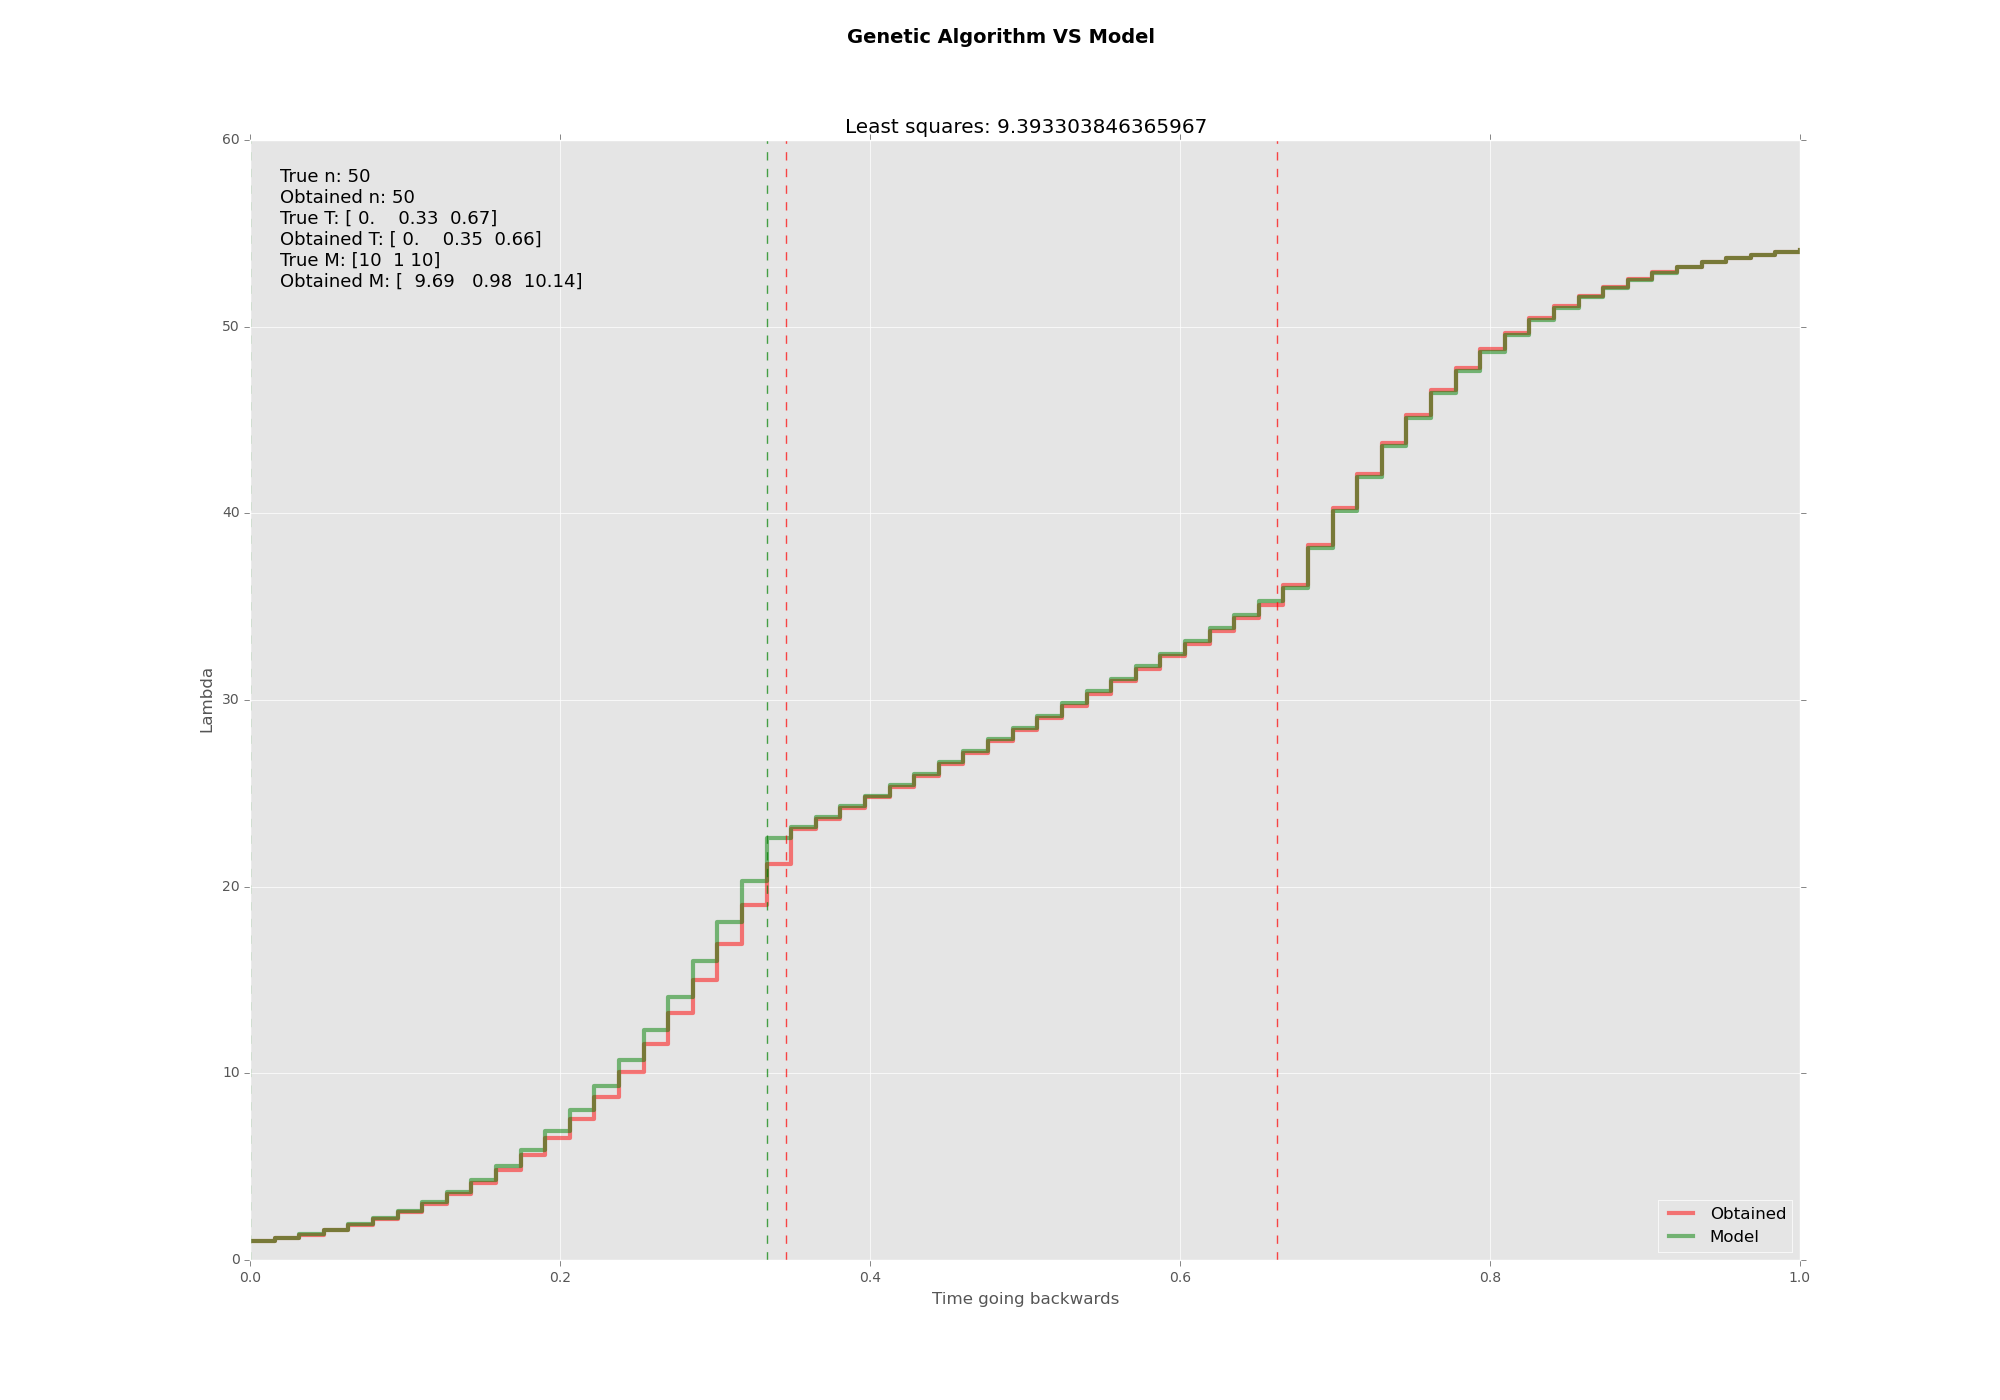 Genetic Algorithm VS Model
Least squares: 9.393303846365967
True n: 50
Obtained n: 50
True T: [ 0.    0.33  0.67]
Obtained T: [ 0.    0.35  0.66]
True M: [10  1 10]
Obtained M: [  9.69   0.98  10.14]
60
50
40
30
20
10
0
Lambda
0.0 0.2 0.4 0.6 0.8 1.0
Time going backwards
Obtained
Model